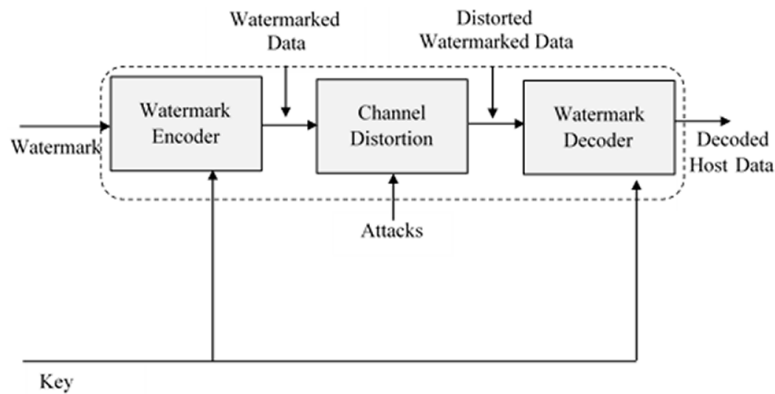 Watermarked
Data
Distorted
Watermarked Data
Watermark
Encoder
Channel
Distortion
Watermark
Decoder
Watermark
Decoded
Host Data
Attacks
Key